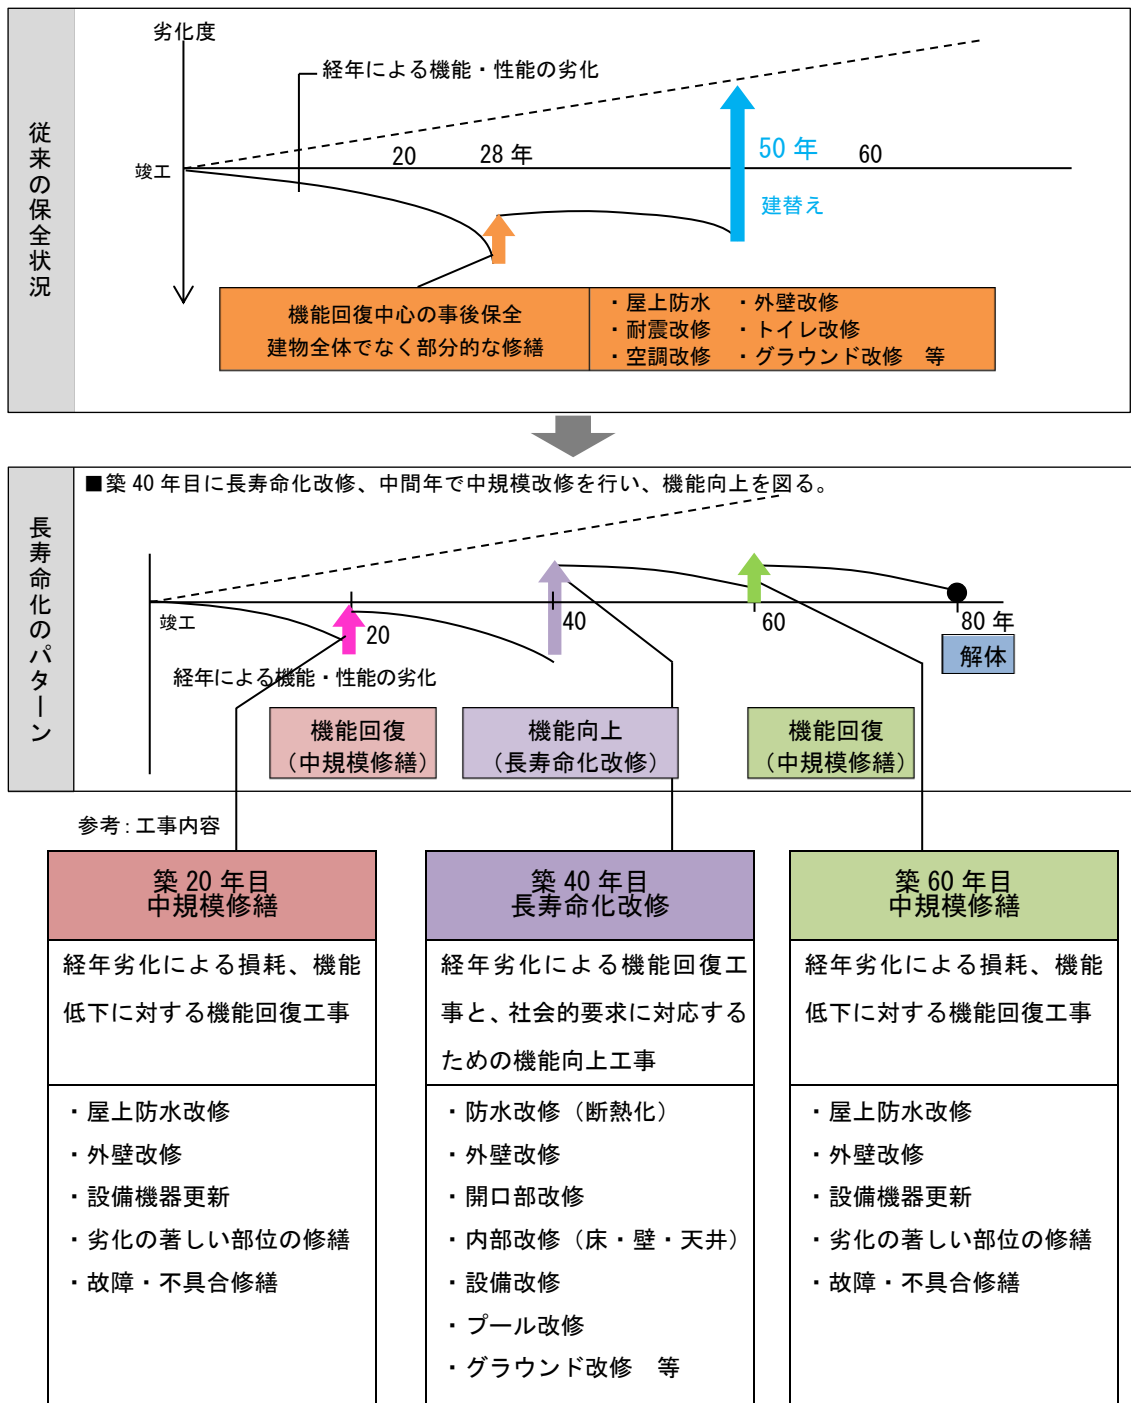 従来の保全状況
劣化度
経年による機能・性能の劣化
竣工
20
28 年
50 年
60
建替え
機能回復中心の事後保全
建物全体でなく部分的な修繕
・屋上防水 ・外壁改修
・耐震改修 ・トイレ改修
・空調改修 ・グラウンド改修 等
長寿命化のパターン
■築 40 年目に長寿命化改修、中間年で中規模改修を行い、機能向上を図る。
竣工
20
40
60
80 年
解体
経年による機能・性能の劣化
機能回復
（中規模修繕）
機能向上
（長寿命化改修）
機能回復
（中規模修繕）
参考：工事内容
築 20 年目
中規模修繕
経年劣化による損耗、機能
低下に対する機能回復工事
・屋上防水改修
・外壁改修
・設備機器更新
・劣化の著しい部位の修繕
・故障・不具合修繕
築 40 年目
長寿命化改修
経年劣化による機能回復工
事と、社会的要求に対応する
ための機能向上工事
・防水改修（断熱化）
・外壁改修
・開口部改修
・内部改修（床・壁・天井）
・設備改修
・プール改修
・グラウンド改修 等
築 60 年目
中規模修繕
経年劣化による損耗、機能
低下に対する機能回復工事
・屋上防水改修
・外壁改修
・設備機器更新
・劣化の著しい部位の修繕
・故障・不具合修繕